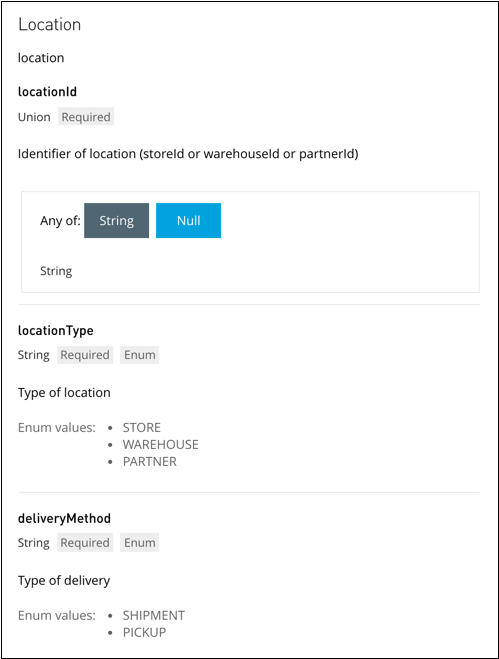 Location
location
locationId
Union Required
Identifier of location (storeId or warehouseId or partnerId)
Any of: String Null
String
locationType
String Required Enum
Type of location
Enum values: • STORE
• WAREHOUSE
• PARTNER
deliveryMethod
String Required Enum
Type of delivery
Enum values: • SHIPMENT
• PICKUP